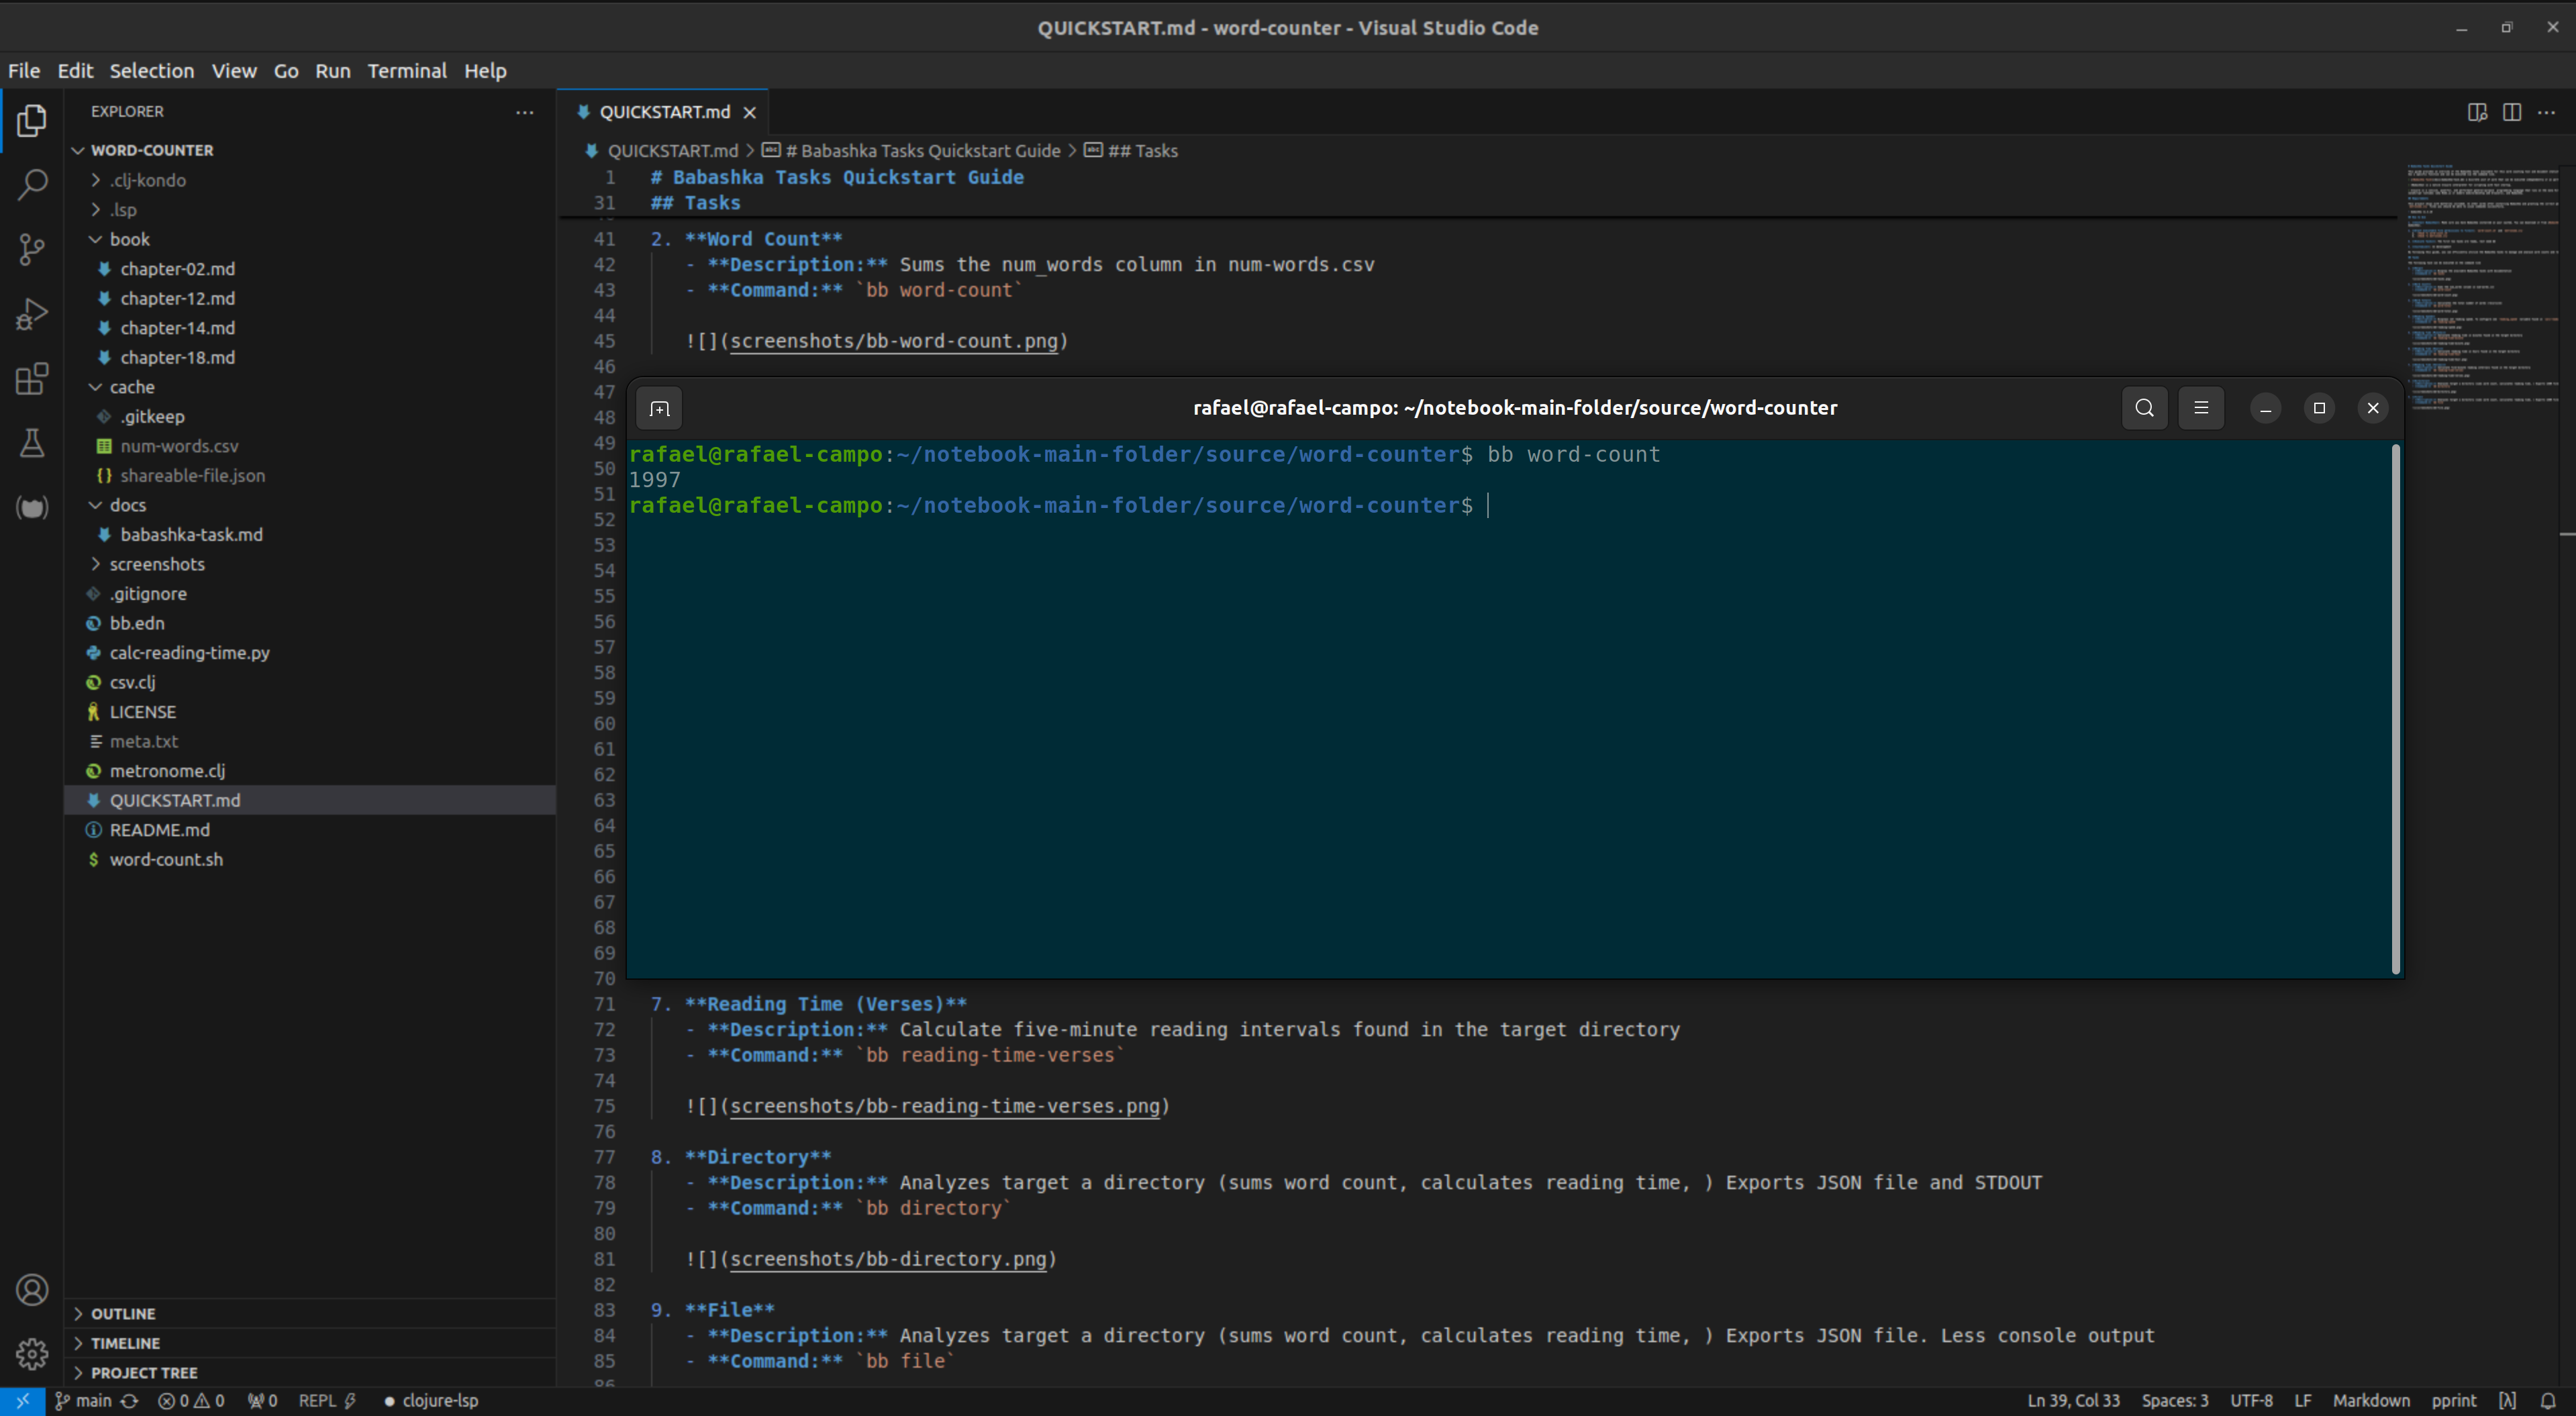 QUICKSTART.md - word-counter - Visual Studio Code
File Edit Selection View Go Run Terminal Help
EXPLORER
WORD-COUNTER
.clj-kondo
.lsp
book
chapter-02.md
chapter-12.md
chapter-14.md
chapter-18.md
cache
.gitkeep
num-words.csv
shareable-file.json
docs
babashka-task.md
screenshots
.gitignore
bb.edn
calc-reading-time.py
csv.clj
LICENSE
meta.txt
metronome.clj
QUICKSTART.md
README.md
word-count.sh
OUTLINE
TIMELINE
PROJECT TREE
QUICKSTART.md
QUICKSTART.md > # Babashka Tasks Quickstart Guide > ## Tasks
1 # Babashka Tasks Quickstart Guide
31 ## Tasks
41 2. **Word Count**
42 - **Description:** Sums the num_words column in num-words.csv
43 - **Command:** `bb word-count`
44
45 ![](screenshots/bb-word-count.png)
46
47
48
49
50
51
52
53
54
55
56
57
58
59
60
61
62
63
64
65
66
67
68
69
70
rafael@rafael-campo: ~/notebook-main-folder/source/word-counter
rafael@rafael-campo:~/notebook-main-folder/source/word-counter$ bb word-count
1997
rafael@rafael-campo:~/notebook-main-folder/source/word-counter$
71 7. **Reading Time (Verses)**
72 - **Description:** Calculate five-minute reading intervals found in the target directory
73 - **Command:** `bb reading-time-verses`
74
75 ![](screenshots/bb-reading-time-verses.png)
76
77 8. **Directory**
78 - **Description:** Analyzes target a directory (sums word count, calculates reading time, ) Exports JSON file and STDOUT
79 - **Command:** `bb directory`
80
81 ![](screenshots/bb-directory.png)
82
83 9. **File**
84 - **Description:** Analyzes target a directory (sums word count, calculates reading time, ) Exports JSON file. Less console output
85 - **Command:** `bb file`
86
main 0 0 0 REPL clojure-lsp Ln 39, Col 33 Spaces: 3 UTF-8 LF Markdown pprint [λ]